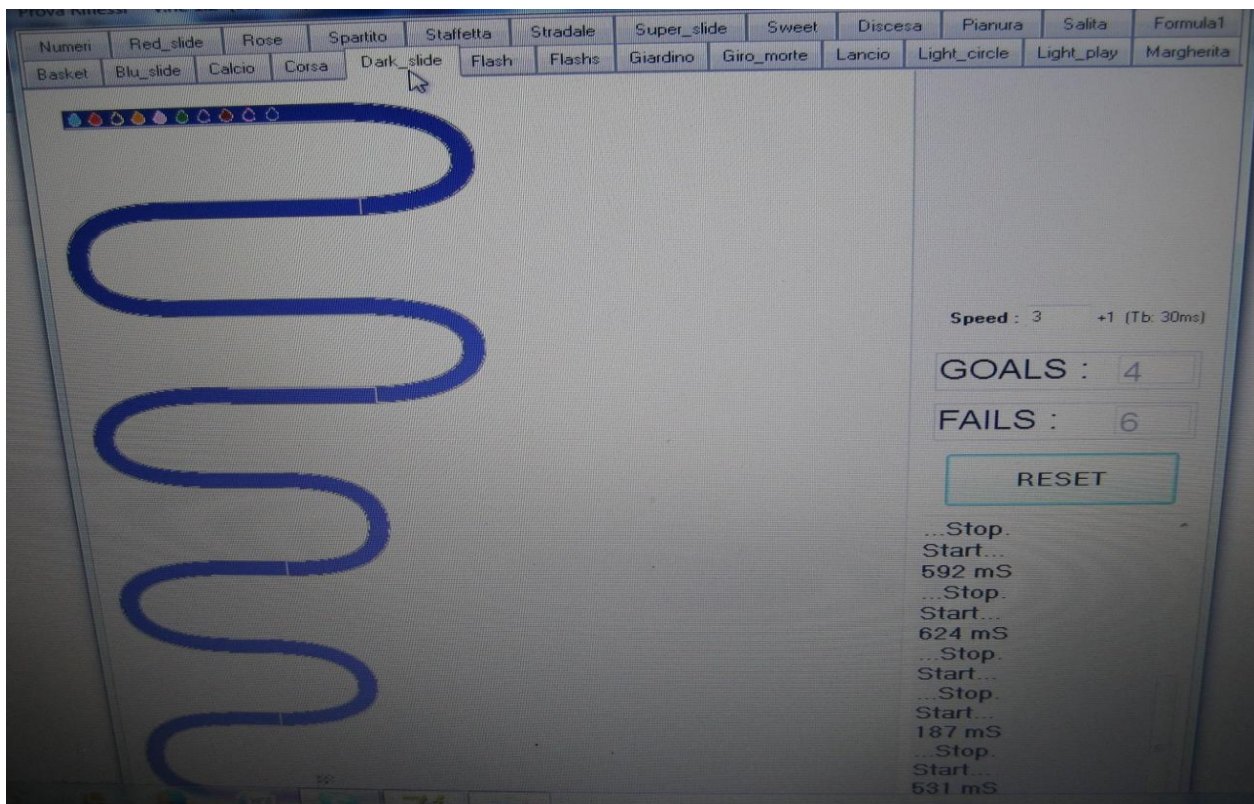 Numeri Red_slide Rose Spartito Staffetta Stradale Super_slide Sweet Discesa Pianura Salita Formula1
Basket Blu_slide Calcio Corsa Dark_slide Flash Flashs Giardino Giro_morte Lancio Light_circle Light_play Margherita
Speed : 3 +1 (Tb: 30ms)
GOALS : 4
FAILS : 6
RESET
...Stop.
Start...
592 mS
...Stop.
Start...
624 mS
...Stop.
Start...
...Stop.
Start...
187 mS
...Stop.
Start...
531 mS